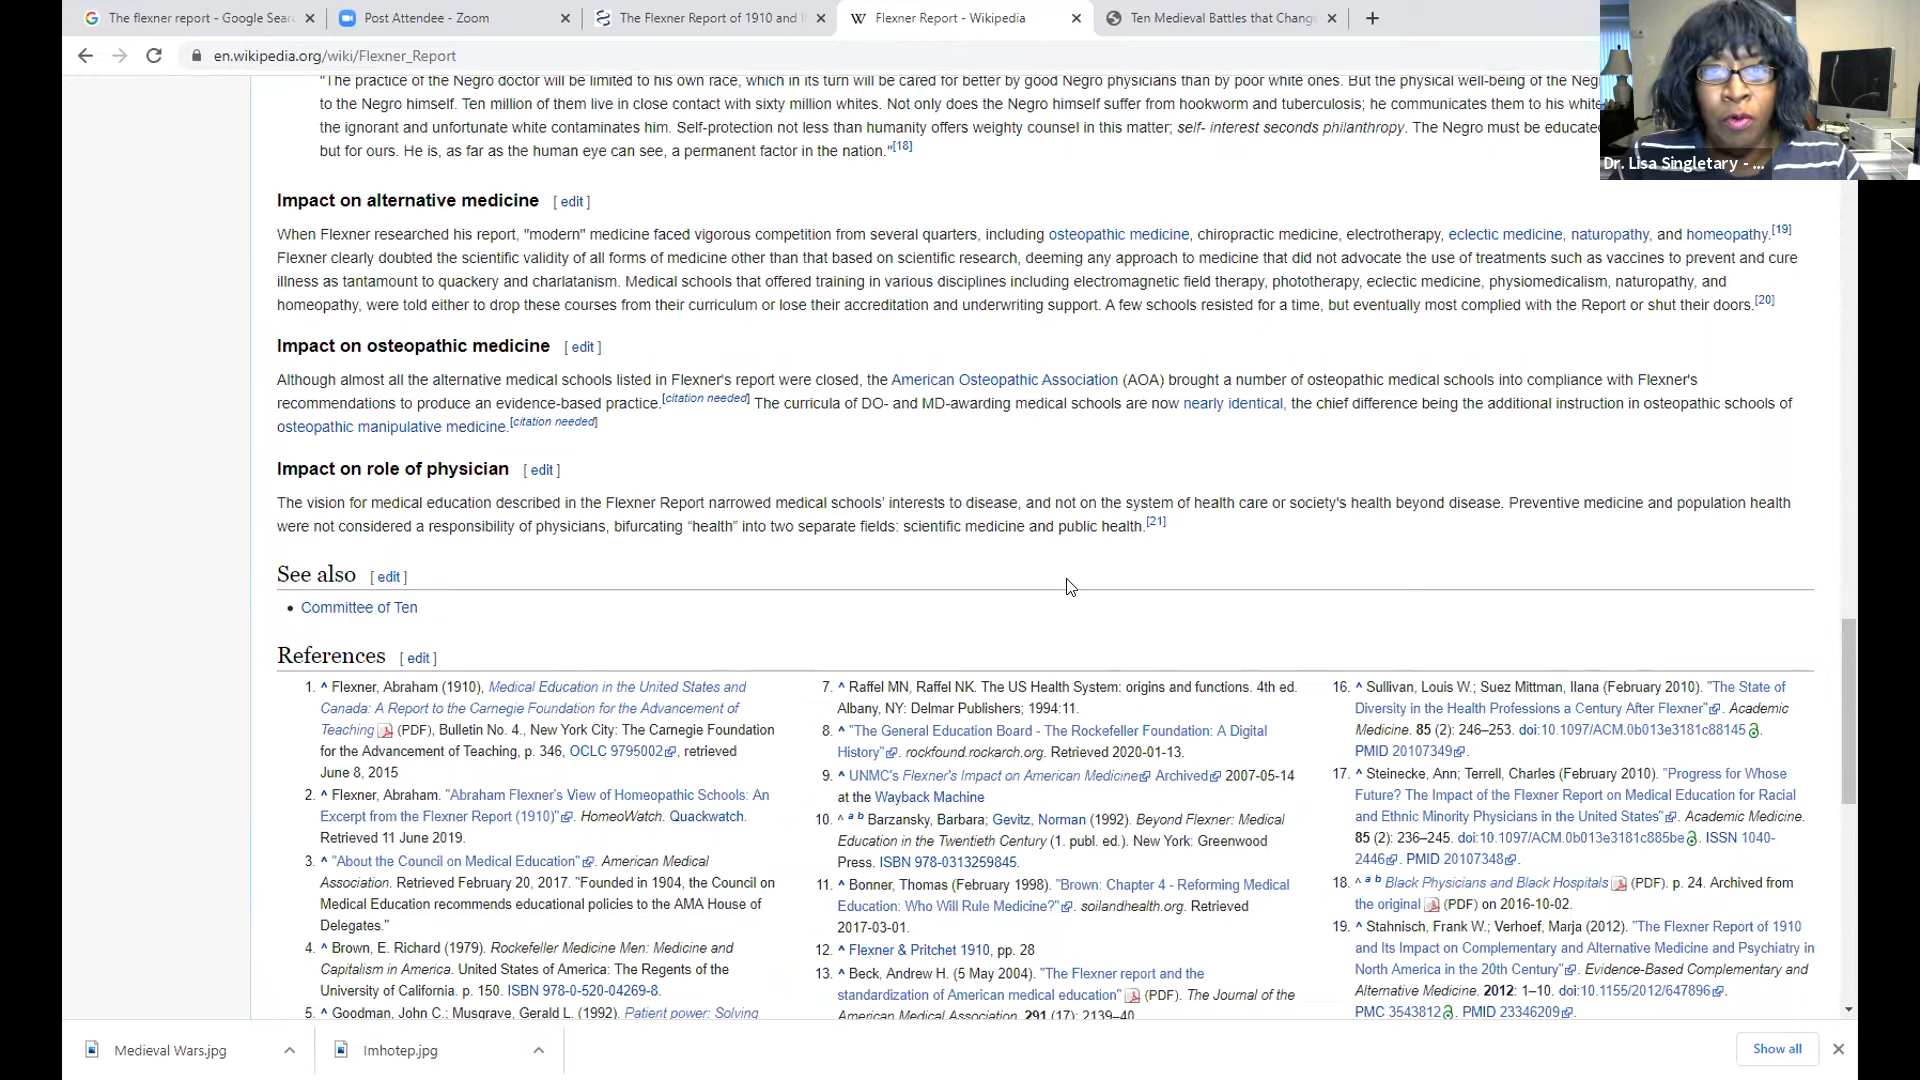 The flexner report - Google Sear
Post Attendee - Zoom
The Flexner Report of 1910 and I
Flexner Report - Wikipedia
Ten Medieval Battles that Chang
en.wikipedia.org/wiki/Flexner_Report
"The practice of the Negro doctor will be limited to his own race, which in its turn will be cared for better by good Negro physicians than by poor white ones. But the physical well-being of the Neg
to the Negro himself. Ten million of them live in close contact with sixty million whites. Not only does the Negro himself suffer from hookworm and tuberculosis; he communicates them to his white
the ignorant and unfortunate white contaminates him. Self-protection not less than humanity offers weighty counsel in this matter; self- interest seconds philanthropy. The Negro must be educated
but for ours. He is, as far as the human eye can see, a permanent factor in the nation."[18]
Dr. Lisa Singletary - ...
Impact on alternative medicine [ edit ]
When Flexner researched his report, "modern" medicine faced vigorous competition from several quarters, including osteopathic medicine, chiropractic medicine, electrotherapy, eclectic medicine, naturopathy, and homeopathy.[19]
Flexner clearly doubted the scientific validity of all forms of medicine other than that based on scientific research, deeming any approach to medicine that did not advocate the use of treatments such as vaccines to prevent and cure
illness as tantamount to quackery and charlatanism. Medical schools that offered training in various disciplines including electromagnetic field therapy, phototherapy, eclectic medicine, physiomedicalism, naturopathy, and
homeopathy, were told either to drop these courses from their curriculum or lose their accreditation and underwriting support. A few schools resisted for a time, but eventually most complied with the Report or shut their doors.[20]
Impact on osteopathic medicine [ edit ]
Although almost all the alternative medical schools listed in Flexner's report were closed, the American Osteopathic Association (AOA) brought a number of osteopathic medical schools into compliance with Flexner's
recommendations to produce an evidence-based practice.[citation needed] The curricula of DO- and MD-awarding medical schools are now nearly identical, the chief difference being the additional instruction in osteopathic schools of
osteopathic manipulative medicine.[citation needed]
Impact on role of physician [ edit ]
The vision for medical education described in the Flexner Report narrowed medical schools' interests to disease, and not on the system of health care or society's health beyond disease. Preventive medicine and population health
were not considered a responsibility of physicians, bifurcating “health” into two separate fields: scientific medicine and public health.[21]
See also [ edit ]
• Committee of Ten
References [ edit ]
1. ^ Flexner, Abraham (1910), Medical Education in the United States and
Canada: A Report to the Carnegie Foundation for the Advancement of
Teaching (PDF), Bulletin No. 4., New York City: The Carnegie Foundation
for the Advancement of Teaching, p. 346, OCLC 9795002, retrieved
June 8, 2015
2. ^ Flexner, Abraham. "Abraham Flexner's View of Homeopathic Schools: An
Excerpt from the Flexner Report (1910)". HomeoWatch. Quackwatch.
Retrieved 11 June 2019.
3. ^ "About the Council on Medical Education". American Medical
Association. Retrieved February 20, 2017. "Founded in 1904, the Council on
Medical Education recommends educational policies to the AMA House of
Delegates."
4. ^ Brown, E. Richard (1979). Rockefeller Medicine Men: Medicine and
Capitalism in America. United States of America: The Regents of the
University of California. p. 150. ISBN 978-0-520-04269-8.
5. ^ Goodman, John C.; Musgrave, Gerald L. (1992). Patient power: Solving
7. ^ Raffel MN, Raffel NK. The US Health System: origins and functions. 4th ed.
Albany, NY: Delmar Publishers; 1994:11.
8. ^ "The General Education Board - The Rockefeller Foundation: A Digital
History". rockfound.rockarch.org. Retrieved 2020-01-13.
9. ^ UNMC's Flexner's Impact on American Medicine Archived 2007-05-14
at the Wayback Machine
10. ^ a b Barzansky, Barbara; Gevitz, Norman (1992). Beyond Flexner: Medical
Education in the Twentieth Century (1. publ. ed.). New York: Greenwood
Press. ISBN 978-0313259845.
11. ^ Bonner, Thomas (February 1998). "Brown: Chapter 4 - Reforming Medical
Education: Who Will Rule Medicine?". soilandhealth.org. Retrieved
2017-03-01.
12. ^ Flexner & Pritchet 1910, pp. 28
13. ^ Beck, Andrew H. (5 May 2004). "The Flexner report and the
standardization of American medical education" (PDF). The Journal of the
American Medical Association. 291 (17): 2139–40.
16. ^ Sullivan, Louis W.; Suez Mittman, Ilana (February 2010). "The State of
Diversity in the Health Professions a Century After Flexner". Academic
Medicine. 85 (2): 246–253. doi:10.1097/ACM.0b013e3181c88145.
PMID 20107349.
17. ^ Steinecke, Ann; Terrell, Charles (February 2010). "Progress for Whose
Future? The Impact of the Flexner Report on Medical Education for Racial
and Ethnic Minority Physicians in the United States". Academic Medicine.
85 (2): 236–245. doi:10.1097/ACM.0b013e3181c885be. ISSN 1040-
2446. PMID 20107348.
18. ^ a b Black Physicians and Black Hospitals (PDF). p. 24. Archived from
the original (PDF) on 2016-10-02.
19. ^ Stahnisch, Frank W.; Verhoef, Marja (2012). "The Flexner Report of 1910
and Its Impact on Complementary and Alternative Medicine and Psychiatry in
North America in the 20th Century". Evidence-Based Complementary and
Alternative Medicine. 2012: 1–10. doi:10.1155/2012/647896.
PMC 3543812. PMID 23346209.
Medieval Wars.jpg
Imhotep.jpg
Show all